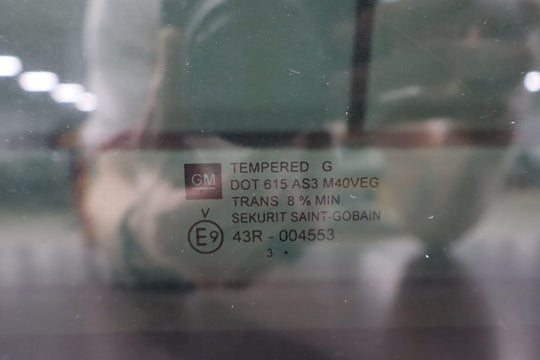 TEMPERED G
GM
DOT 615 AS3 M40VEG
TRANS. 8 % MIN
SEKURIT SAINT-GOBAIN
V
E9 43R - 004553
3 •